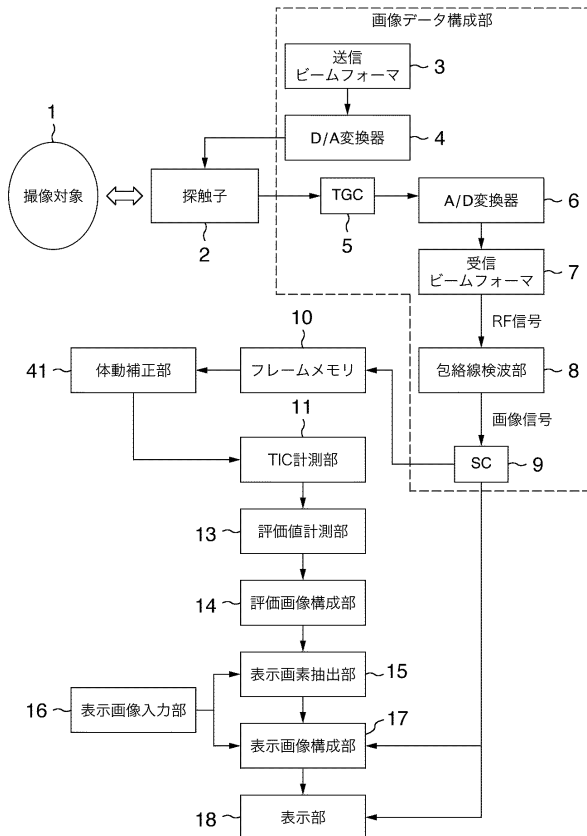 画像データ構成部
送信
ビームフォーマ
3
D/A変換器
4
1
撮像対象
探触子
2
TGC
5
A/D変換器
6
受信
ビームフォーマ
7
RF信号
包絡線検波部
8
画像信号
SC
9
10
フレームメモリ
41
体動補正部
11
TIC計測部
13
評価値計測部
14
評価画像構成部
表示画素抽出部
15
16
表示画像入力部
17
表示画像構成部
18
表示部